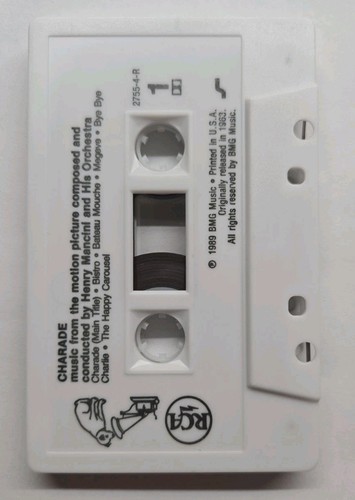 CHARADE
music from the motion picture composed and
conducted by Henry Mancini and His Orchestra
Charade (Main Title) • Bistro • Bateau Mouche • Megeve • Bye Bye
Charlie • The Happy Carousel
2755-4-R
1
RCA
℗ 1989 BMG Music • Printed in U.S.A.
Originally released in 1963.
All rights reserved by BMG Music.